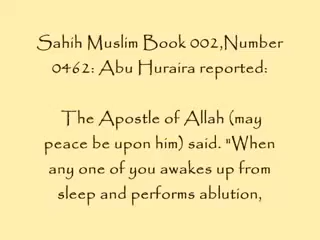 Sahih Muslim Book 002,Number
0462: Abu Huraira reported:
The Apostle of Allah (may
peace be upon him) said. "When
any one of you awakes up from
sleep and performs ablution,